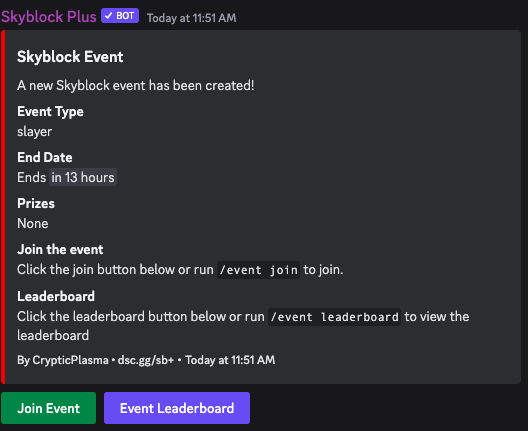 Skyblock Plus ✓ BOT Today at 11:51 AM
Skyblock Event
A new Skyblock event has been created!
Event Type
slayer
End Date
Ends in 13 hours
Prizes
None
Join the event
Click the join button below or run /event join to join.
Leaderboard
Click the leaderboard button below or run /event leaderboard to view the
leaderboard
By CrypticPlasma • dsc.gg/sb+ • Today at 11:51 AM
Join Event Event Leaderboard